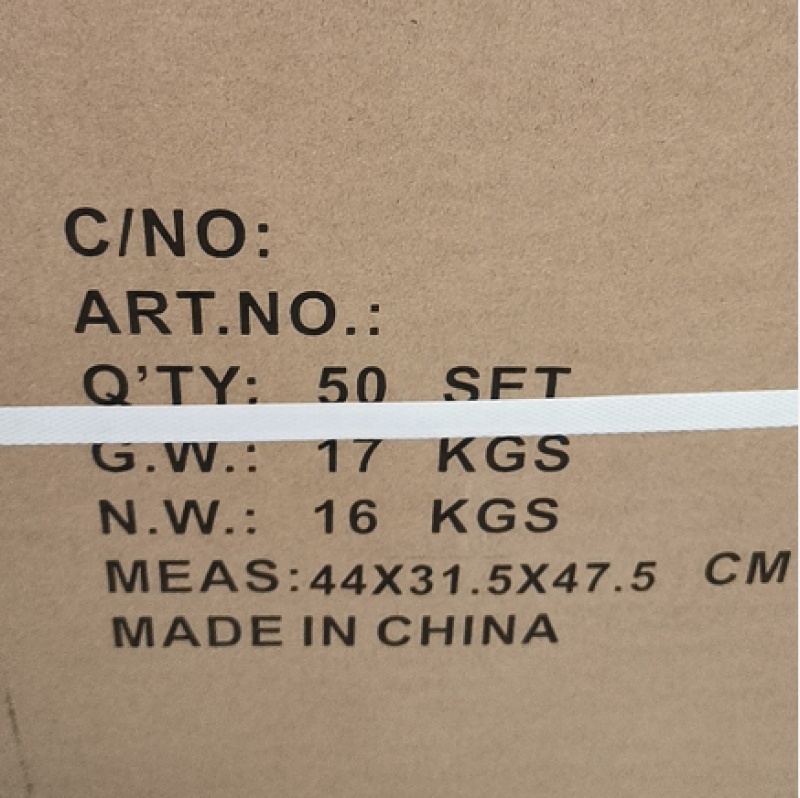 C/NO:
ART.NO.:
Q'TY: 50 SET
G.W.: 17 KGS
N.W.: 16 KGS
MEAS:44X31.5X47.5 CM
MADE IN CHINA